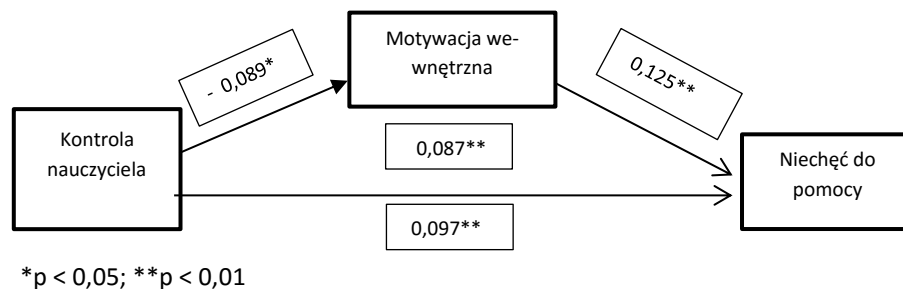 Motywacja we-
wnętrzna
- 0,089*
0,125**
Kontrola
nauczyciela
0,087**
Niechęć do
pomocy
0,097**
*p < 0,05; **p < 0,01